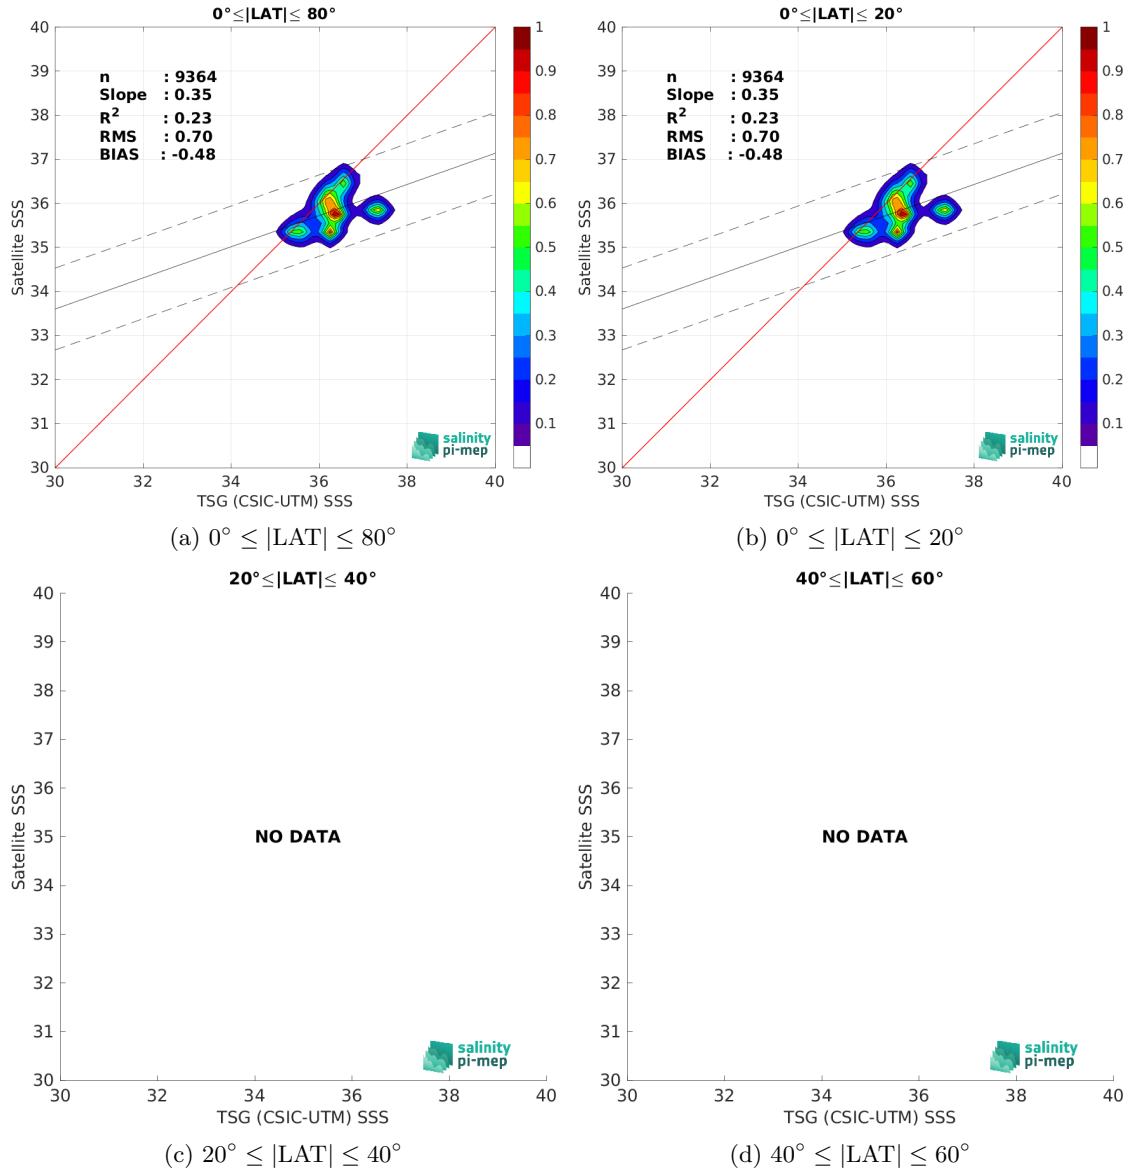 0°≤|LAT|≤ 80°
40
39
38
37
36
35
34
33
32
31
30
Satellite SSS
n : 9364
Slope : 0.35
R² : 0.23
RMS : 0.70
BIAS : -0.48
salinity
pi-mep
30 32 34 36 38 40
TSG (CSIC-UTM) SSS
1
0.9
0.8
0.7
0.6
0.5
0.4
0.3
0.2
0.1
(a) 0° ≤ |LAT| ≤ 80°
0°≤|LAT|≤ 20°
40
39
38
37
36
35
34
33
32
31
30
Satellite SSS
n : 9364
Slope : 0.35
R² : 0.23
RMS : 0.70
BIAS : -0.48
salinity
pi-mep
30 32 34 36 38 40
TSG (CSIC-UTM) SSS
1
0.9
0.8
0.7
0.6
0.5
0.4
0.3
0.2
0.1
(b) 0° ≤ |LAT| ≤ 20°
20°≤|LAT|≤ 40°
40
39
38
37
36
35
34
33
32
31
30
Satellite SSS
NO DATA
salinity
pi-mep
30 32 34 36 38 40
TSG (CSIC-UTM) SSS
(c) 20° ≤ |LAT| ≤ 40°
40°≤|LAT|≤ 60°
40
39
38
37
36
35
34
33
32
31
30
Satellite SSS
NO DATA
salinity
pi-mep
30 32 34 36 38 40
TSG (CSIC-UTM) SSS
(d) 40° ≤ |LAT| ≤ 60°